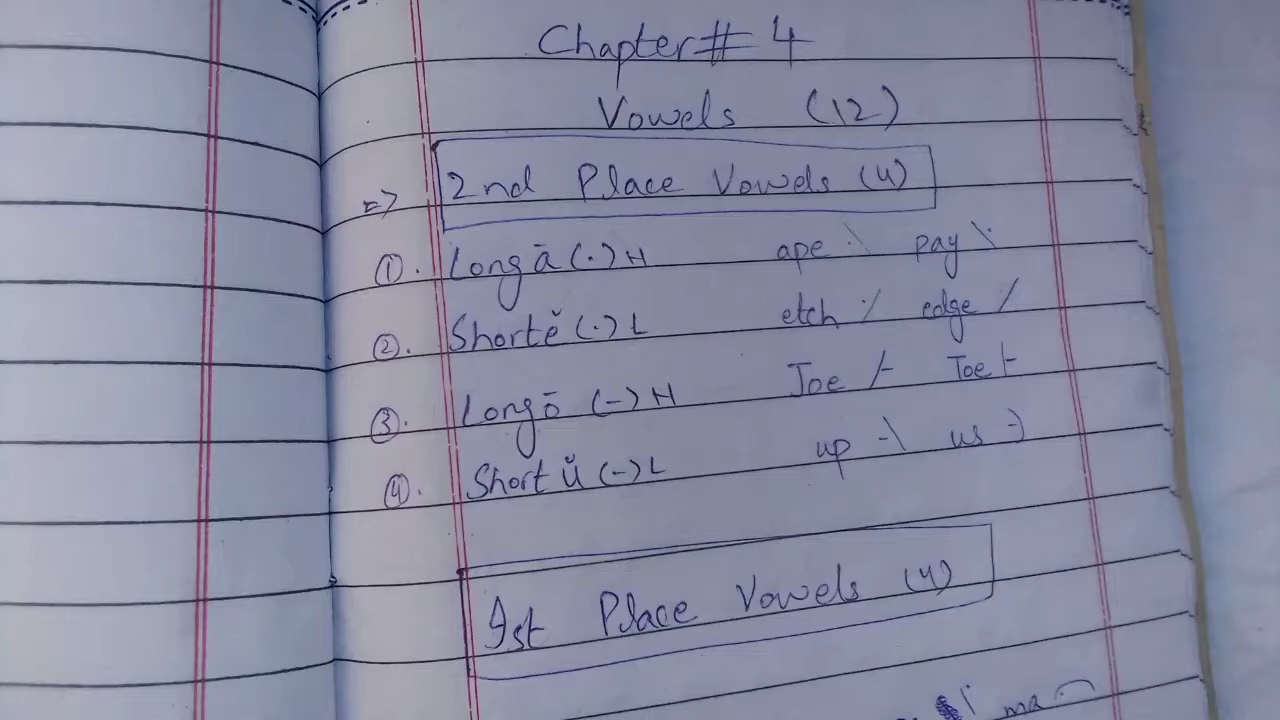 Chapter # 4
Vowels (12)
=> 2nd Place Vowels (4)
①. Long ā (·) H ape pay
②. Short ĕ (·) L etch edge
③. Long ō (-) H Joe Toe
④. Short ŭ (-) L up us
1st Place Vowels (4)
ma